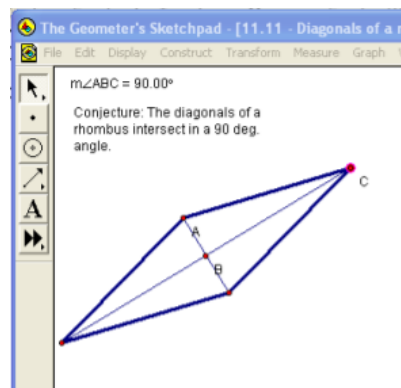 The Geometer's Sketchpad - [11.11 - Diagonals of a r
File Edit Display Construct Transform Measure Graph
m∠ABC = 90.00°
Conjecture: The diagonals of a
rhombus intersect in a 90 deg.
angle.
C
A
B
A